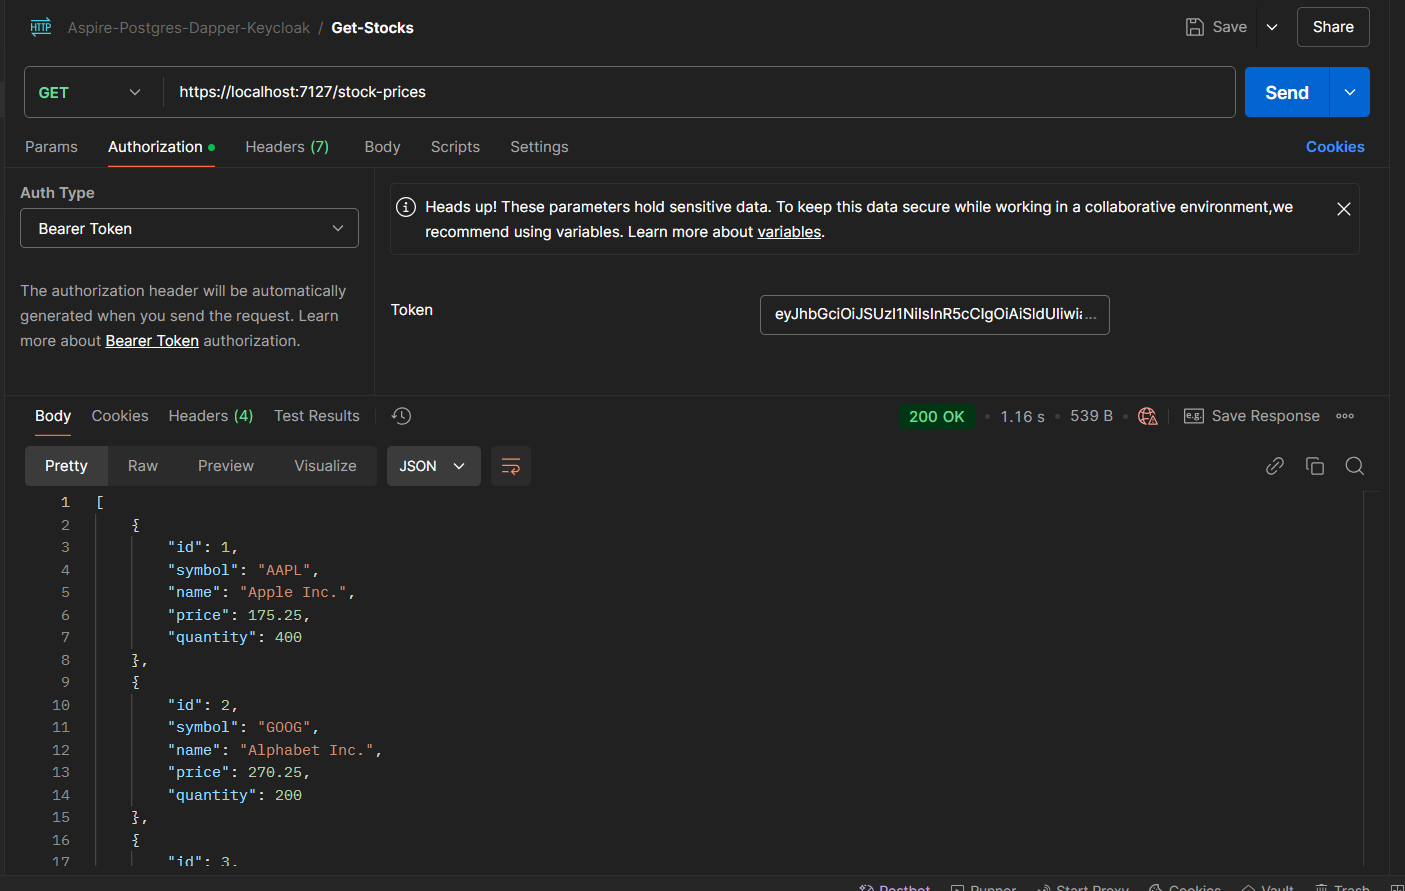 HTTP Aspire-Postgres-Dapper-Keycloak / Get-Stocks Save Share
GET https://localhost:7127/stock-prices Send
Params Authorization Headers (7) Body Scripts Settings Cookies
Auth Type
Bearer Token
The authorization header will be automatically
generated when you send the request. Learn
more about Bearer Token authorization.
Heads up! These parameters hold sensitive data. To keep this data secure while working in a collaborative environment,we
recommend using variables. Learn more about variables.
Token
Body Cookies Headers (4) Test Results 200 OK 1.16 s 539 B e.g. Save Response
Pretty Raw Preview Visualize JSON
1 [
2 {
3 "id": 1,
4 "symbol": "AAPL",
5 "name": "Apple Inc.",
6 "price": 175.25,
7 "quantity": 400
8 },
9 {
10 "id": 2,
11 "symbol": "GOOG",
12 "name": "Alphabet Inc.",
13 "price": 270.25,
14 "quantity": 200
15 },
16 {
17 "id": 3,
Postbot Runner Start Proxy Cookies Vault Trash